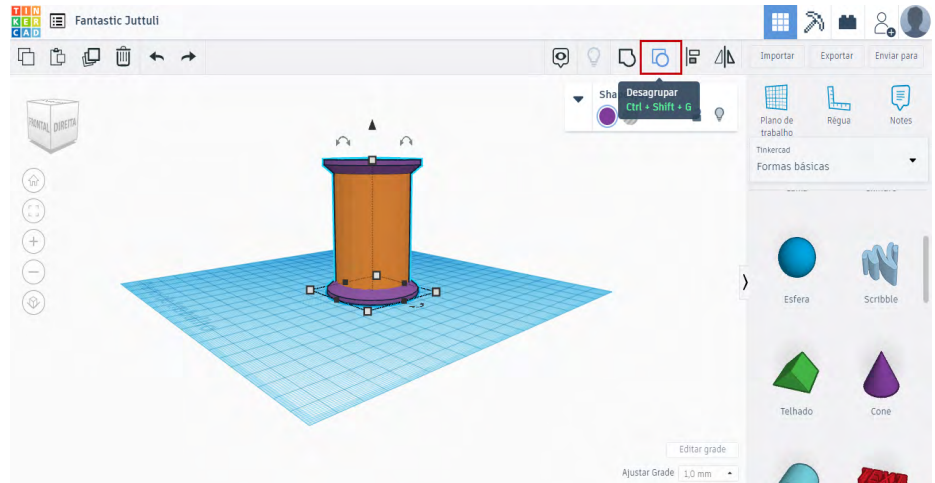 TIN
KER
CAD
Fantastic Juttuli
Importar
Exportar
Enviar para
Desagrupar
Ctrl + Shift + G
Sha
FRONTAL
DIREITA
Plano de
trabalho
Régua
Notes
Tinkercad
Formas básicas
Esfera
Scribble
Telhado
Cone
Editar grade
Ajustar Grade
1,0 mm